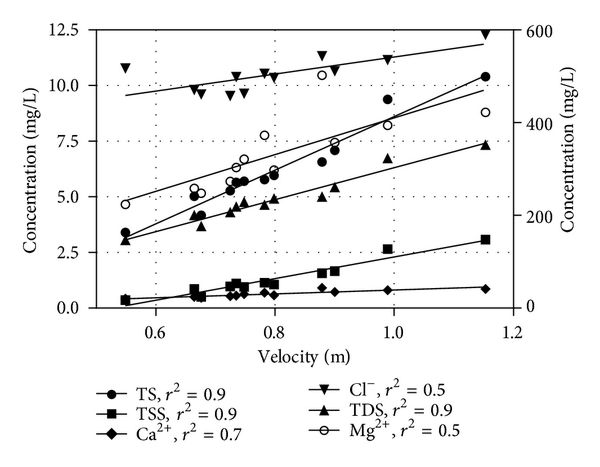 12.5
10.0
7.5
5.0
2.5
0.0
Concentration (mg/L)
600
400
200
0
Concentration (mg/L)
0.6 0.8 1.0 1.2
Velocity (m)
TS, r² = 0.9
TSS, r² = 0.9
Ca²⁺, r² = 0.7
Cl⁻, r² = 0.5
TDS, r² = 0.9
Mg²⁺, r² = 0.5